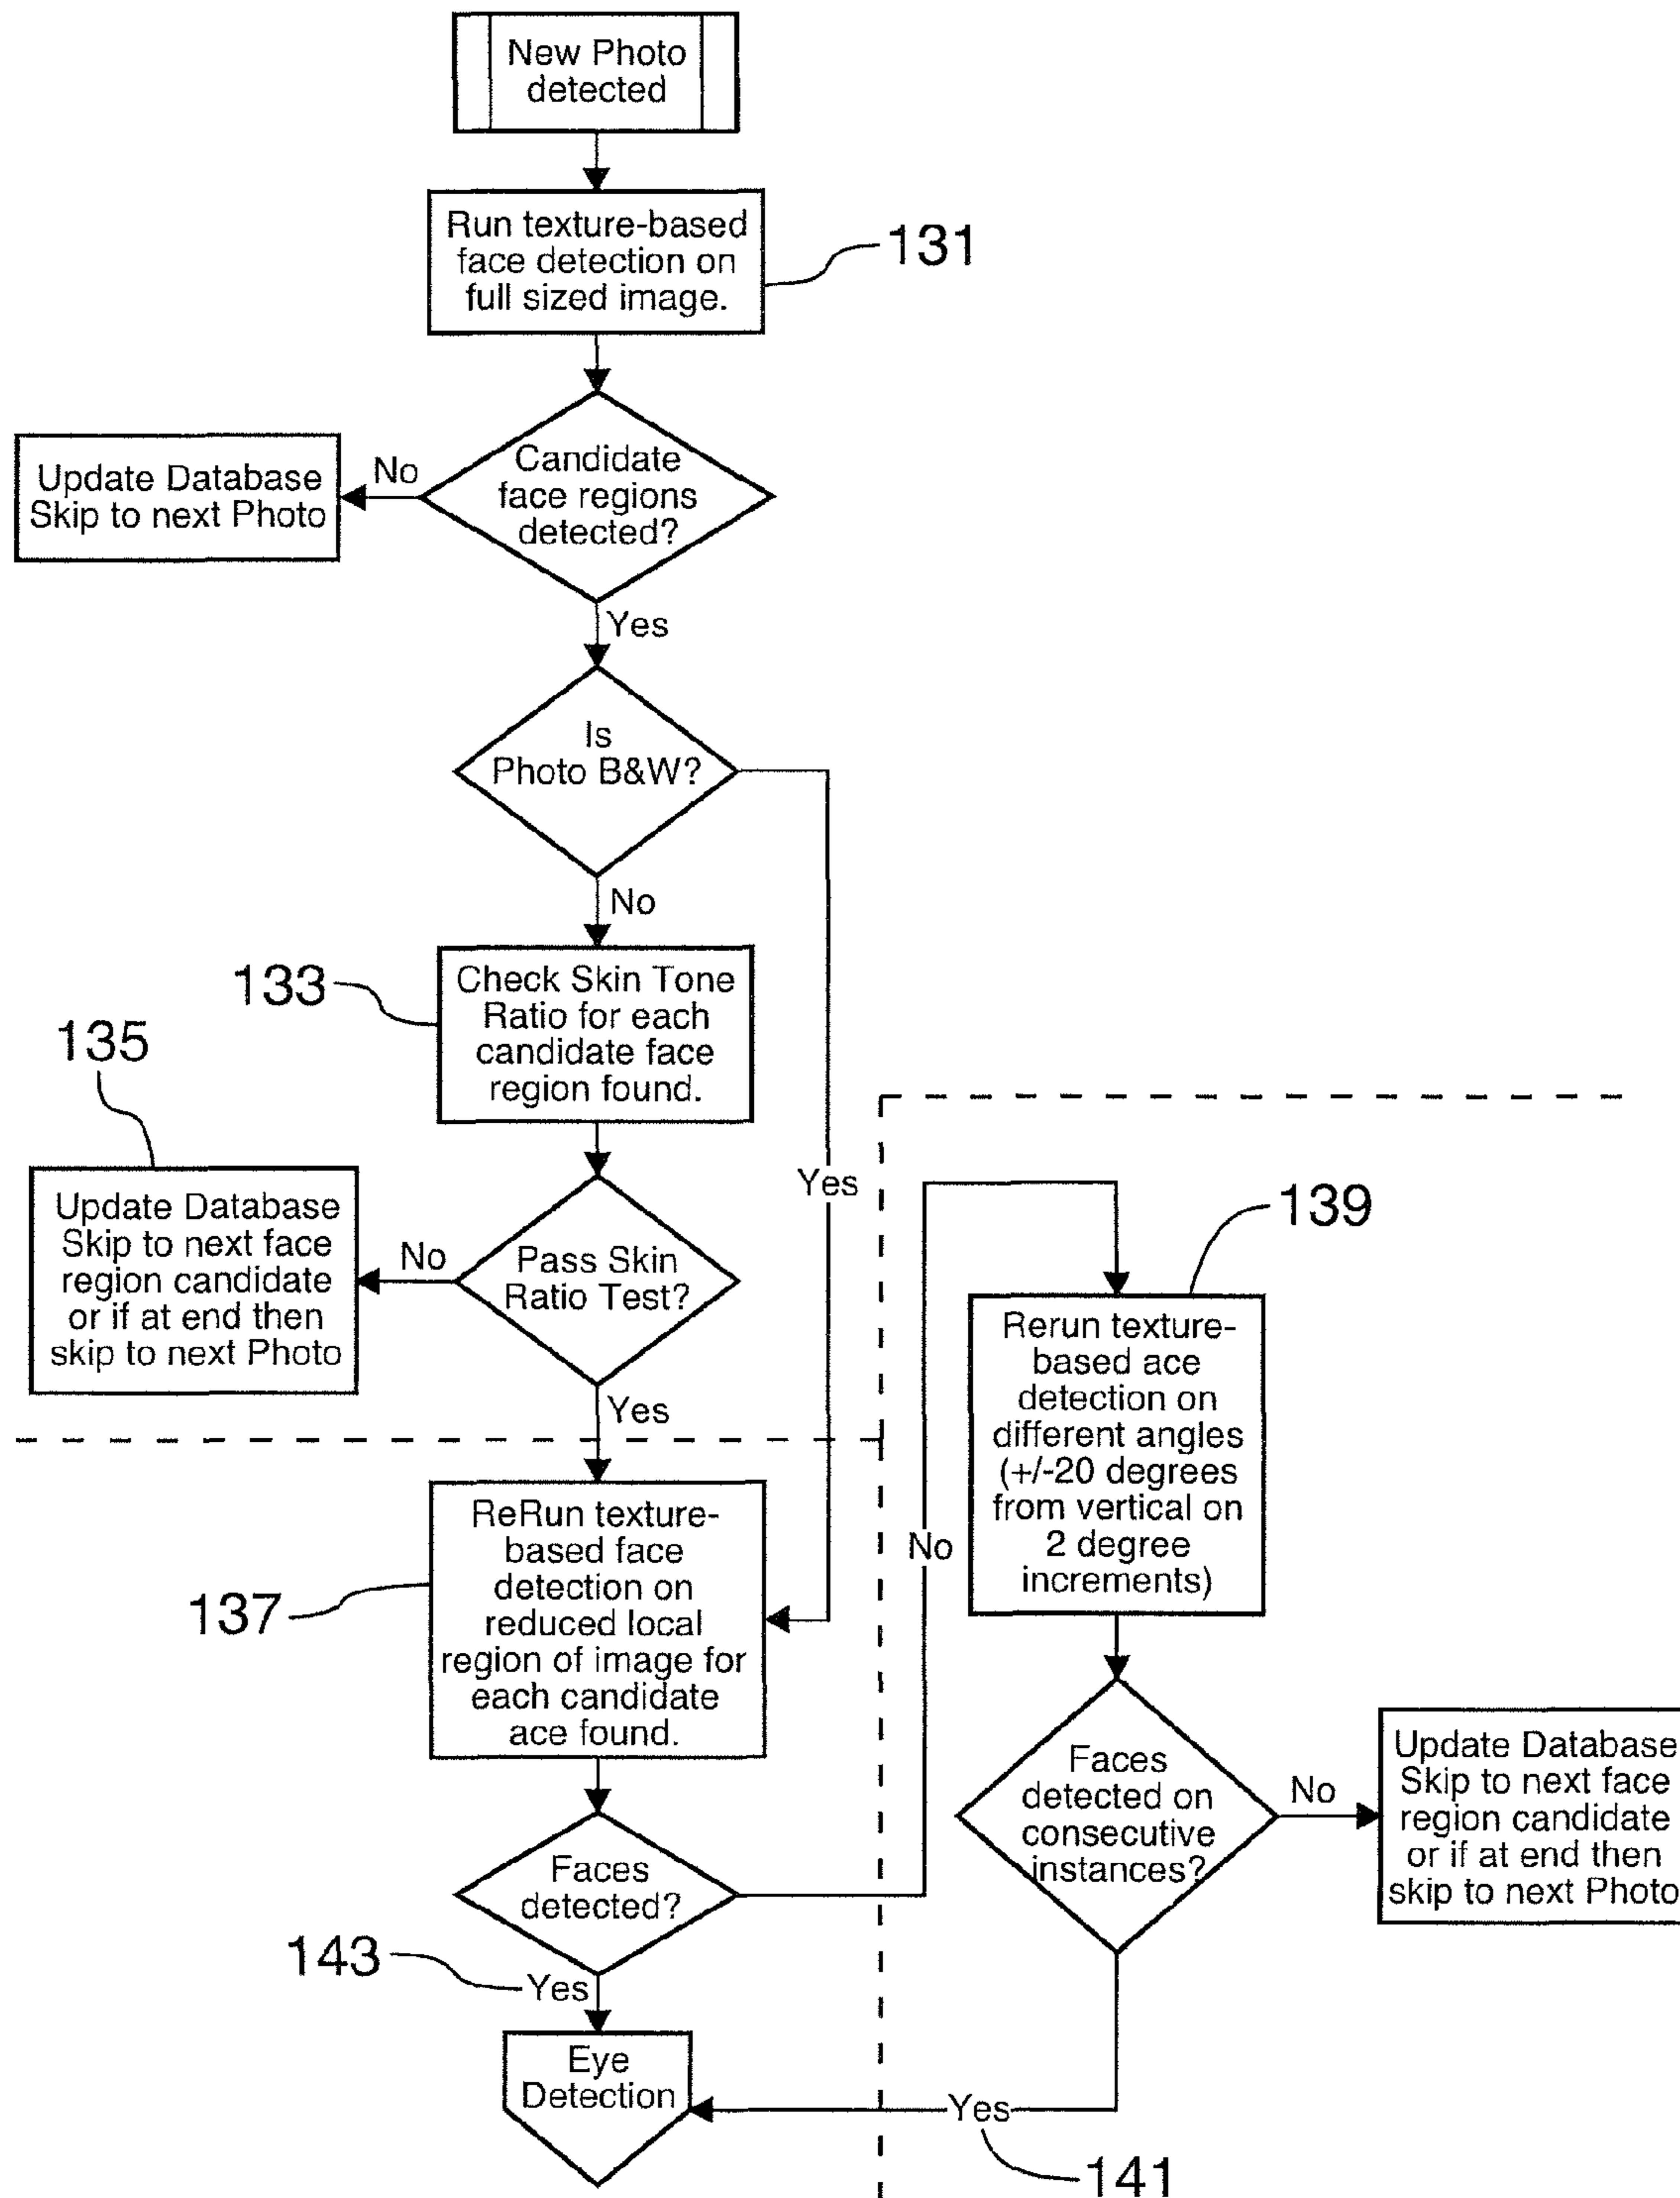 New Photo
detected
Run texture-based
face detection on
full sized image.
131
Candidate
face regions
detected?
No
Update Database
Skip to next Photo
Yes
Is
Photo B&W?
No
Yes
133
Check Skin Tone
Ratio for each
candidate face
region found.
135
Update Database
Skip to next face
region candidate
or if at end then
skip to next Photo
No
Pass Skin
Ratio Test?
Yes
137
ReRun texture-
based face
detection on
reduced local
region of image for
each candidate
ace found.
Faces
detected?
No
139
Rerun texture-
based ace
detection on
different angles
(+/-20 degrees
from vertical on
2 degree
increments)
Faces
detected on
consecutive
instances?
No
Update Database
Skip to next face
region candidate
or if at end then
skip to next Photo
143
Yes
Eye
Detection
Yes
141